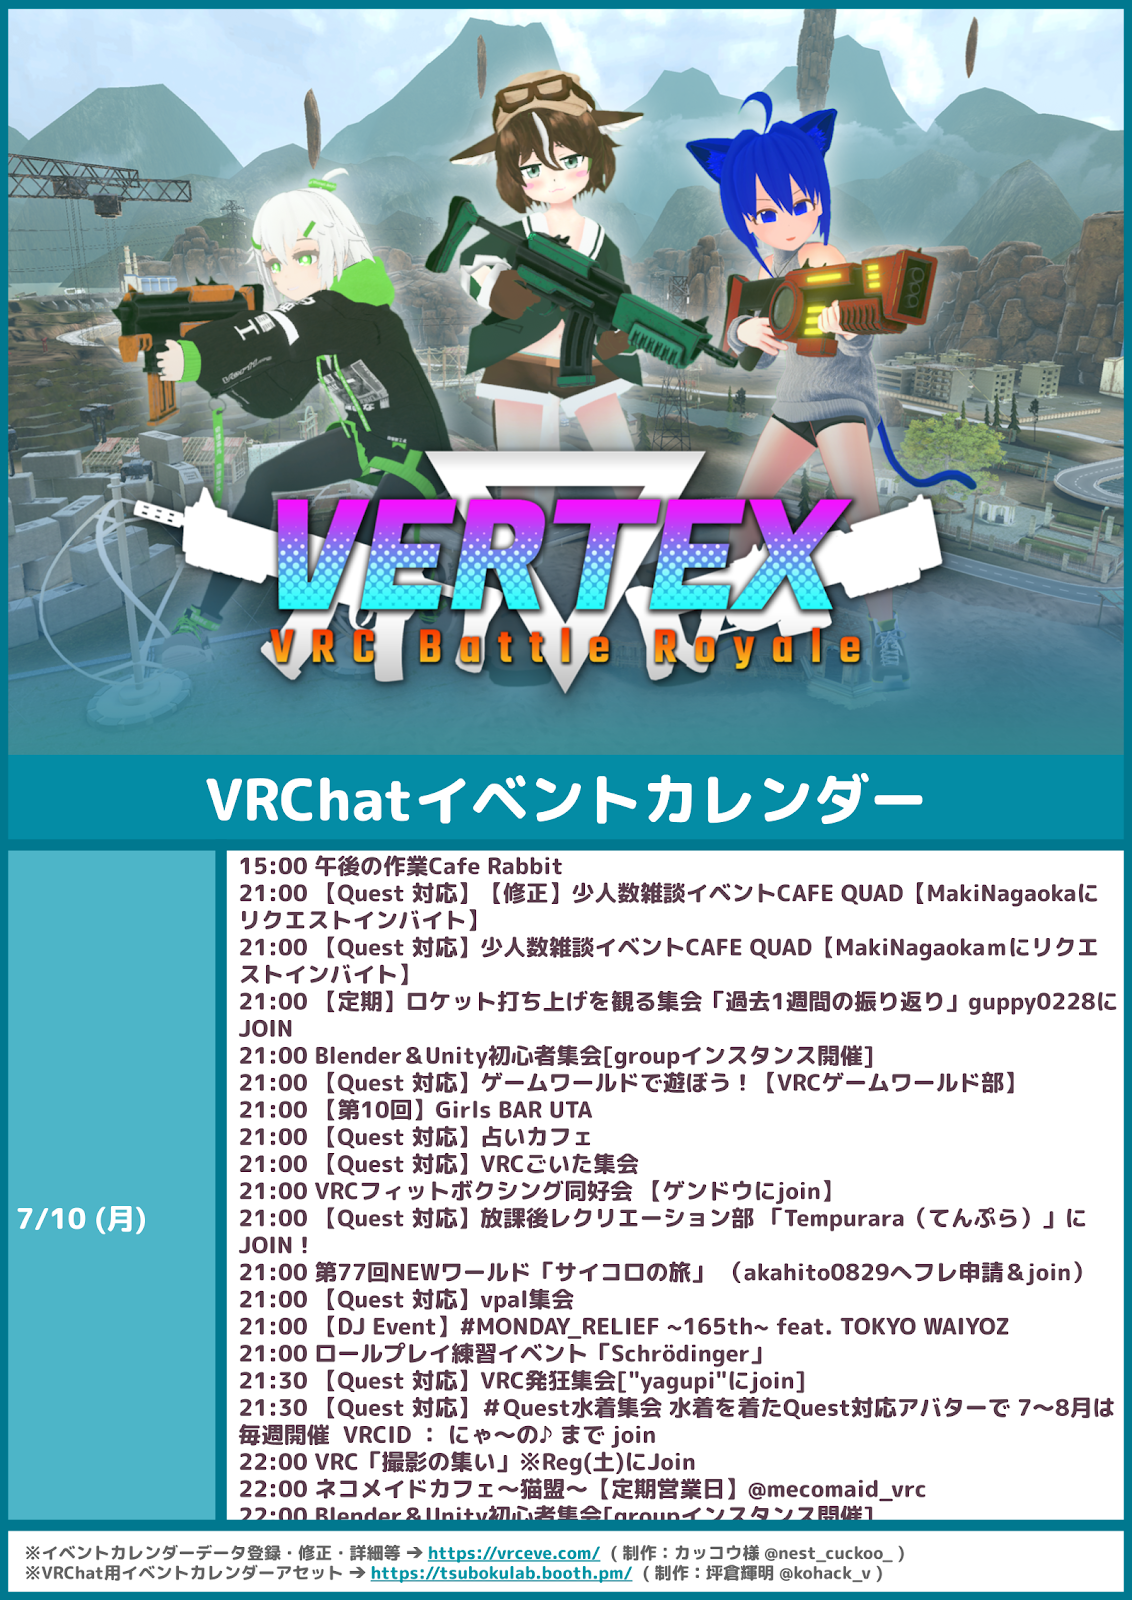 VERTEX
VRC Battle Royale
VRChatイベントカレンダー
7/10 (月)
15:00 午後の作業Cafe Rabbit
21:00 【Quest 対応】【修正】少人数雑談イベントCAFE QUAD【MakiNagaokaに
リクエストインバイト】
21:00 【Quest 対応】少人数雑談イベントCAFE QUAD【MakiNagaokamにリクエ
ストインバイト】
21:00 【定期】ロケット打ち上げを観る集会「過去1週間の振り返り」guppy0228に
JOIN
21:00 Blender＆Unity初心者集会[groupインスタンス開催]
21:00 【Quest 対応】ゲームワールドで遊ぼう！【VRCゲームワールド部】
21:00 【第10回】Girls BAR UTA
21:00 【Quest 対応】占いカフェ
21:00 【Quest 対応】VRCごいた集会
21:00 VRCフィットボクシング同好会 【ゲンドウにjoin】
21:00 【Quest 対応】放課後レクリエーション部 「Tempurara（てんぷら）」に
JOIN！
21:00 第77回NEWワールド「サイコロの旅」 （akahito0829へフレ申請＆join）
21:00 【Quest 対応】vpal集会
21:00 【DJ Event】#MONDAY_RELIEF ~165th~ feat. TOKYO WAIYOZ
21:00 ロールプレイ練習イベント「Schrödinger」
21:30 【Quest 対応】VRC発狂集会["yagupi"にjoin]
21:30 【Quest 対応】＃Quest水着集会 水着を着たQuest対応アバターで 7～8月は
毎週開催 VRCID ： にゃ～の♪ まで join
22:00 VRC「撮影の集い」※Reg(土)にJoin
22:00 ネコメイドカフェ～猫盟～【定期営業日】@mecomaid_vrc
22:00 Blender＆Unity初心者集会[groupインスタンス開催]
※イベントカレンダーデータ登録・修正・詳細等 ➔ https://vrceve.com/ ( 制作：カッコウ様 @nest_cuckoo_ )
※VRChat用イベントカレンダーアセット ➔ https://tsubokulab.booth.pm/ ( 制作：坪倉輝明 @kohack_v )